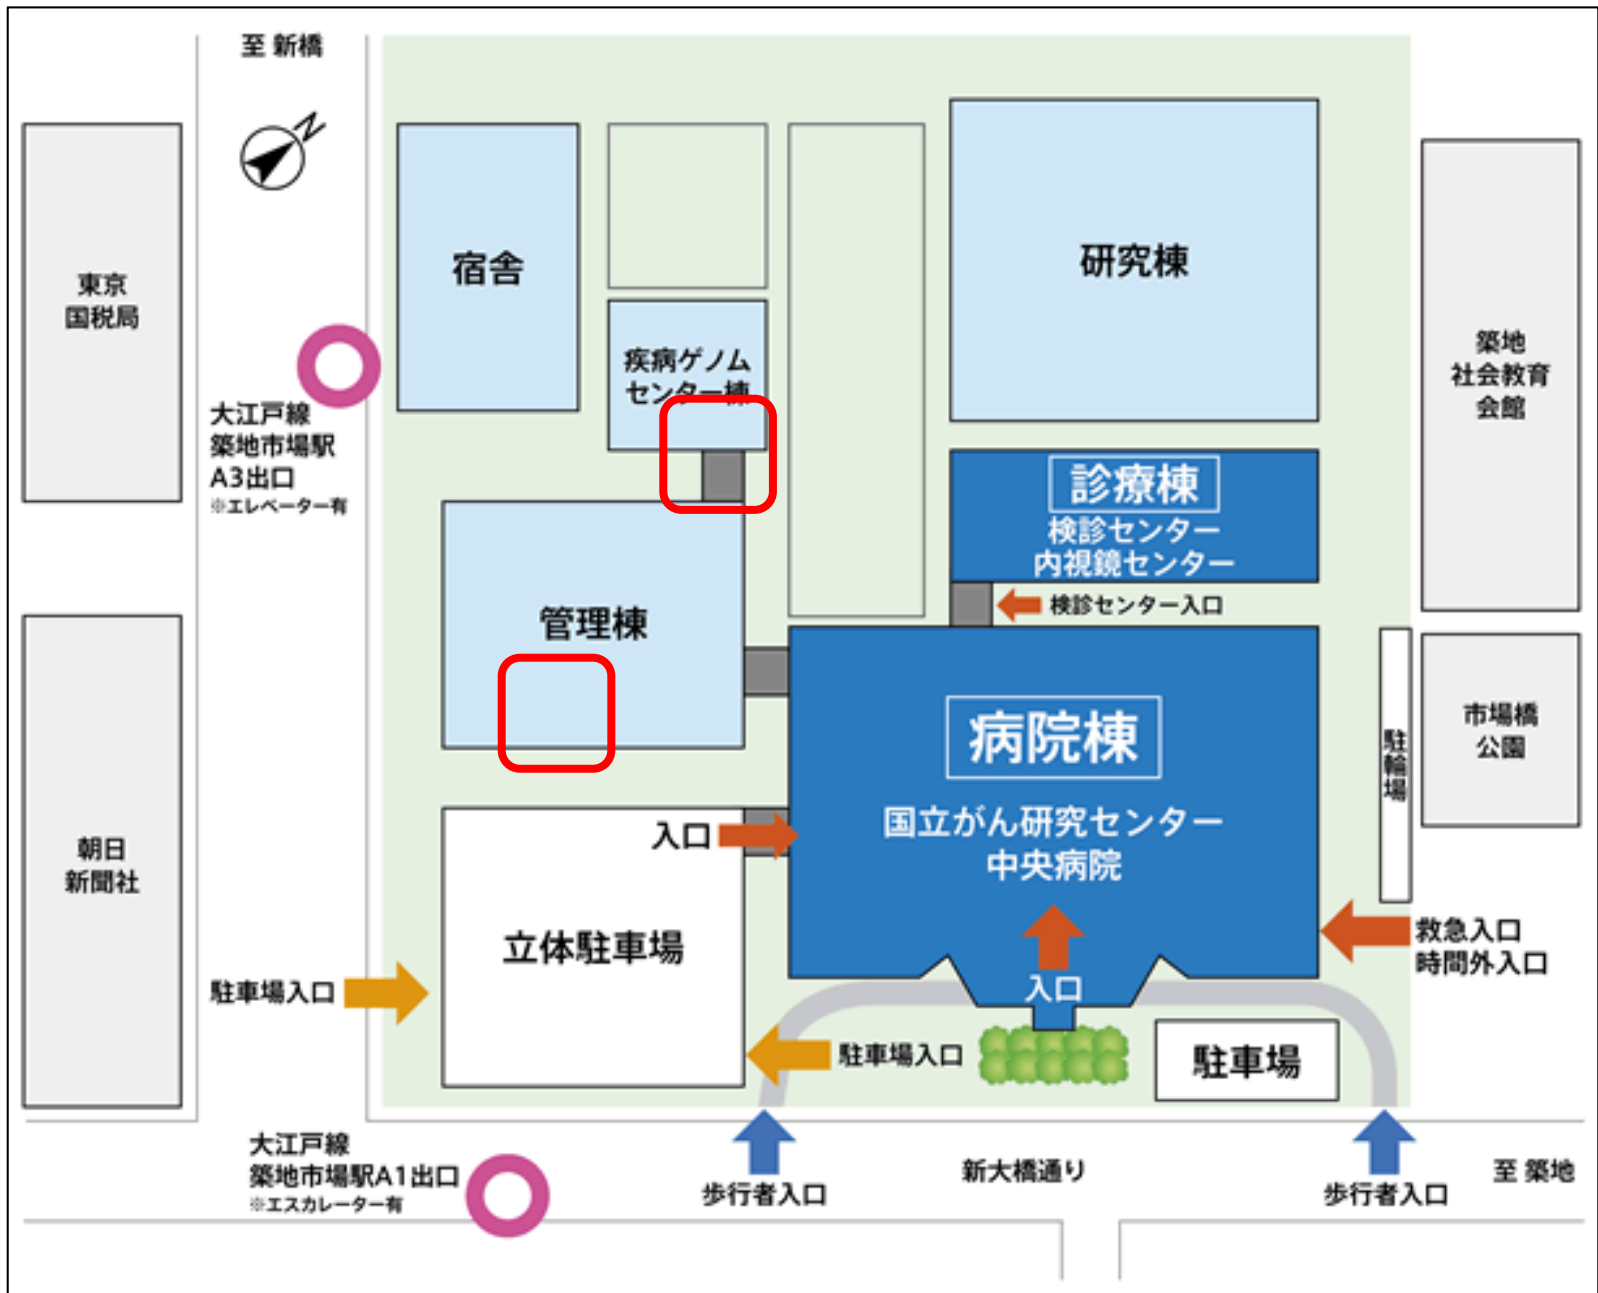 至 新橋
N
東京
国税局
宿舎
研究棟
築地
社会教育
会館
疾病ゲノム
センター棟
大江戸線
築地市場駅
A3出口
※エレベーター有
診療棟
検診センター
内視鏡センター
検診センター入口
管理棟
病院棟
国立がん研究センター
中央病院
市場橋
公園
駐輪場
朝日
新聞社
入口
立体駐車場
救急入口
時間外入口
駐車場入口
入口
駐車場入口
駐車場
大江戸線
築地市場駅A1出口
※エスカレーター有
歩行者入口
新大橋通り
歩行者入口
至 築地